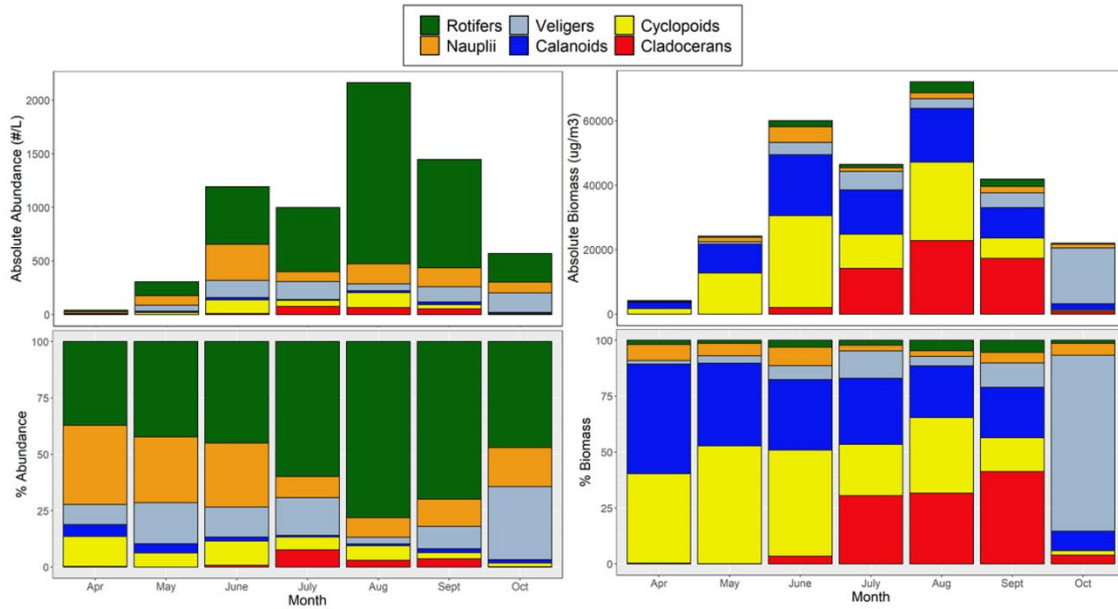 Rotifers Veligers Cyclopoids
Nauplii Calanoids Cladocerans
Absolute Abundance (#/L)
2000
1500
1000
500
0
Absolute Biomass (ug/m3)
60000
40000
20000
0
% Abundance
100
75
50
25
0
Apr May June July Aug Sept Oct
Month
% Biomass
100
75
50
25
0
Apr May June July Aug Sept Oct
Month